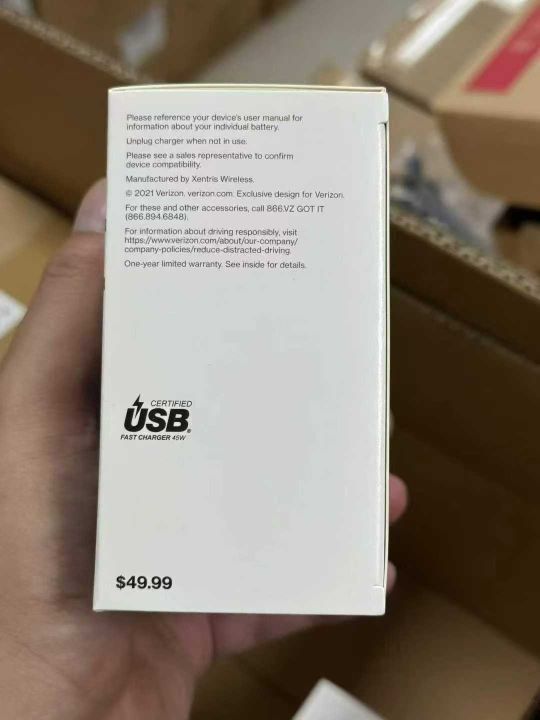 Please reference your device's user manual for
information about your individual battery.
Unplug charger when not in use.
Please see a sales representative to confirm
device compatibility.
Manufactured by Xentris Wireless.
© 2021 Verizon. verizon.com. Exclusive design for Verizon.
For these and other accessories, call 866.VZ GOT IT
(866.894.6848).
For information about driving responsibly, visit
https://www.verizon.com/about/our-company/
company-policies/reduce-distracted-driving.
One-year limited warranty. See inside for details.
CERTIFIED
USB®
FAST CHARGER 45W
$49.99